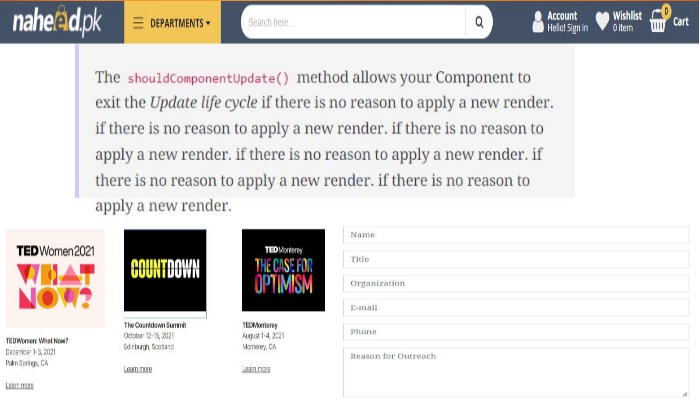 naheed.pk
DEPARTMENTS
Search here...
Account
Hello! Sign in
Wishlist
0 item
0
Cart
The shouldComponentUpdate() method allows your Component to
exit the Update life cycle if there is no reason to apply a new render.
if there is no reason to apply a new render. if there is no reason to
apply a new render. if there is no reason to apply a new render. if
there is no reason to apply a new render. if there is no reason to
apply a new render.
TEDWomen2021
WHAT
NOW?
TEDWomen: What Now?
December 1-3, 2021
Palm Springs, CA
Learn more
COUNTDOWN
The Countdown Summit
October 12-15, 2021
Edinburgh, Scotland
Learn more
TEDMonterey
THE CASE FOR
OPTIMISM
TEDMonterey
August 1-4, 2021
Monterey, CA
Learn more
Name
Title
Organization
E-mail
Phone
Reason for Outreach